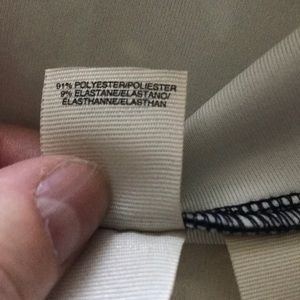 91% POLYESTER/POLIESTER
9% ELASTANE/ELASTANO/
ELASTHANNE/ELASTHAN